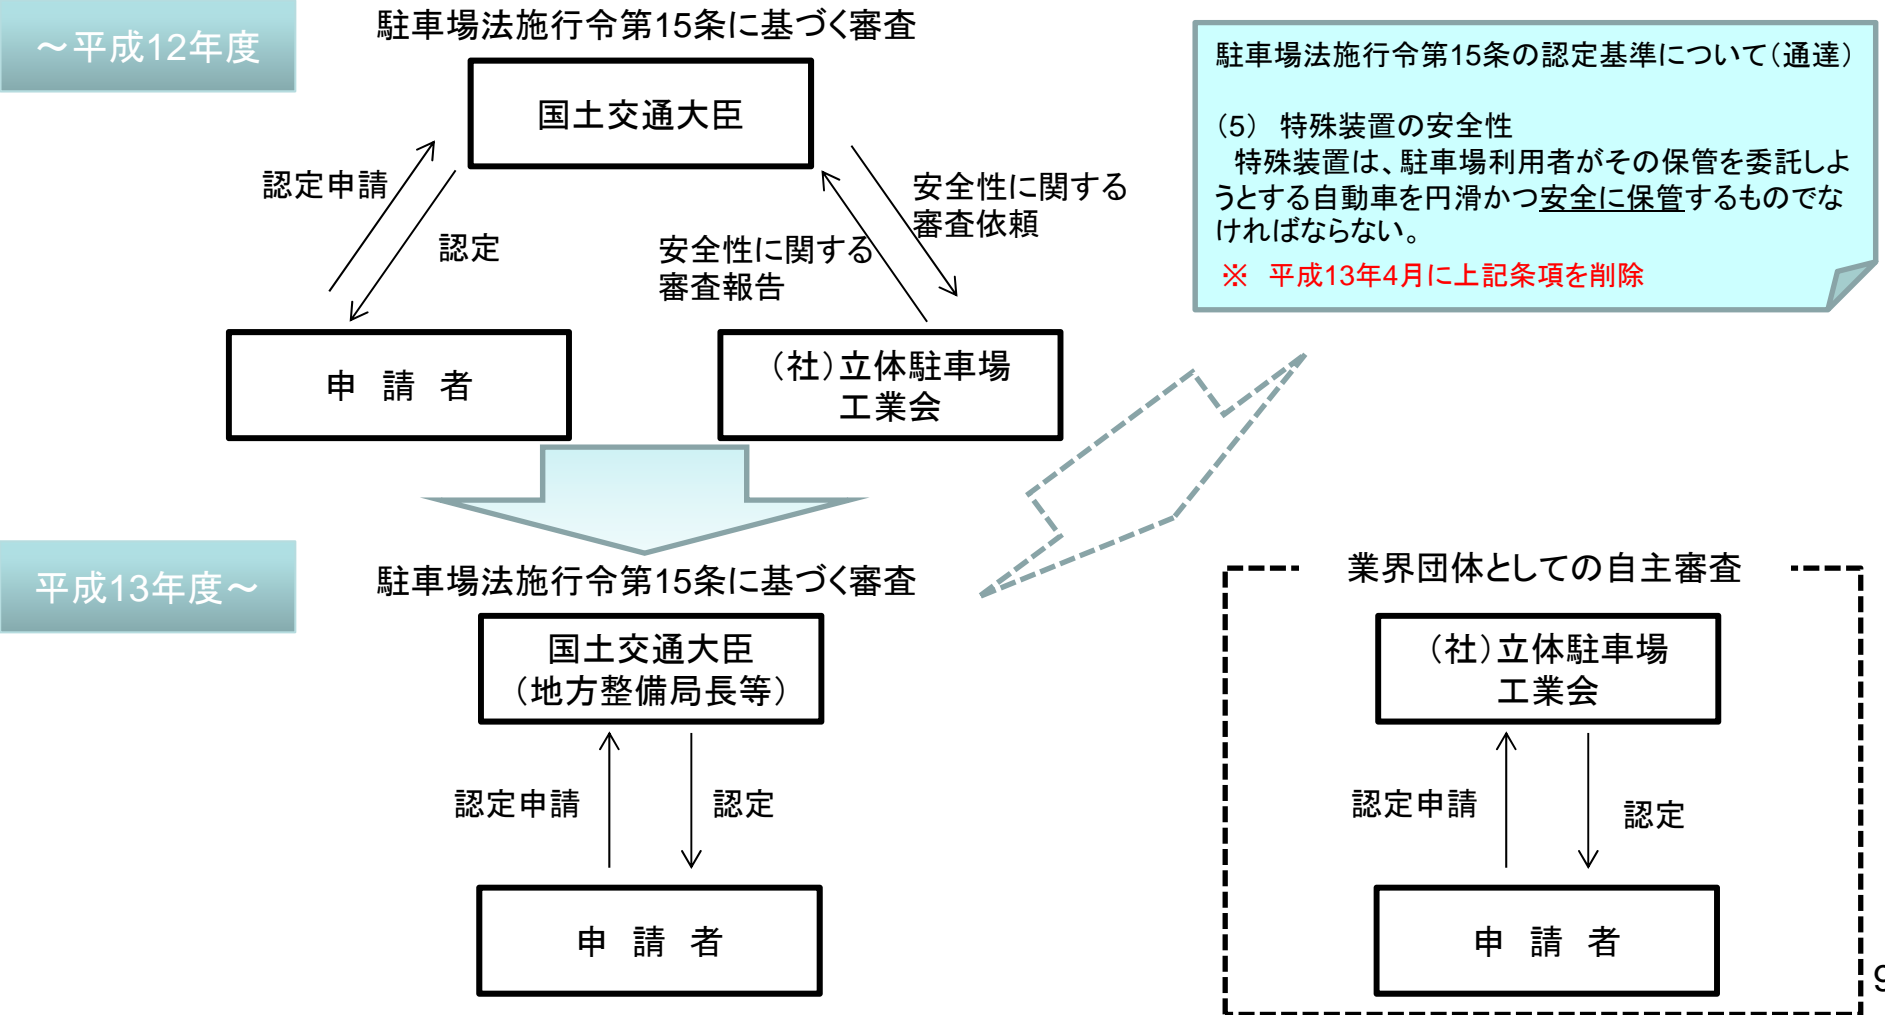 ～平成12年度
駐車場法施行令第15条に基づく審査
国土交通大臣
認定申請
認定
安全性に関する
審査報告
安全性に関する
審査依頼
申 請 者
（社）立体駐車場
工業会
駐車場法施行令第15条の認定基準について（通達）
（5） 特殊装置の安全性
特殊装置は、駐車場利用者がその保管を委託しよ
うとする自動車を円滑かつ安全に保管するものでな
ければならない。
※ 平成13年4月に上記条項を削除
平成13年度～
駐車場法施行令第15条に基づく審査
国土交通大臣
（地方整備局長等）
認定申請
認定
申 請 者
業界団体としての自主審査
（社）立体駐車場
工業会
認定申請
認定
申 請 者
9